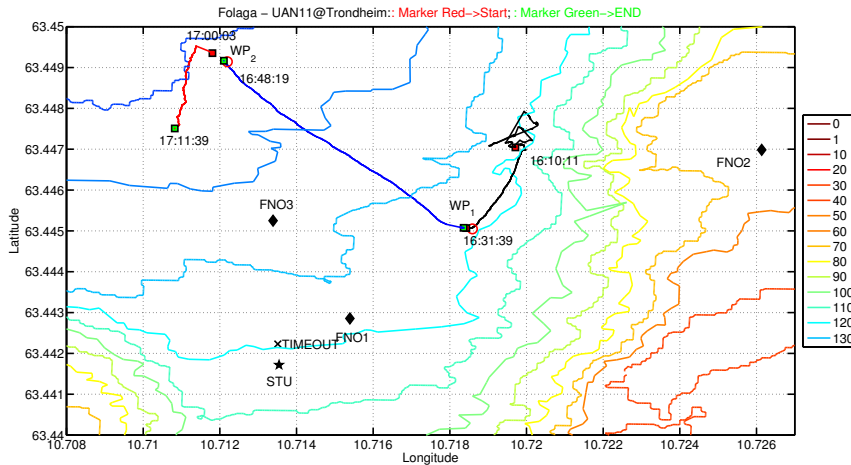 Folaga − UAN11@Trondheim:: Marker Red−>Start; : Marker Green−>END
63.45
63.449
63.448
63.447
63.446
63.445
63.444
63.443
63.442
63.441
63.44
Latitude
17:00:03
WP2
16:48:19
17:11:39
16:10:11
FNO2
FNO3
WP1
16:31:39
FNO1
TIMEOUT
STU
0
1
10
20
30
40
50
60
70
80
90
100
110
120
130
10.708 10.71 10.712 10.714 10.716 10.718 10.72 10.722 10.724 10.726
Longitude